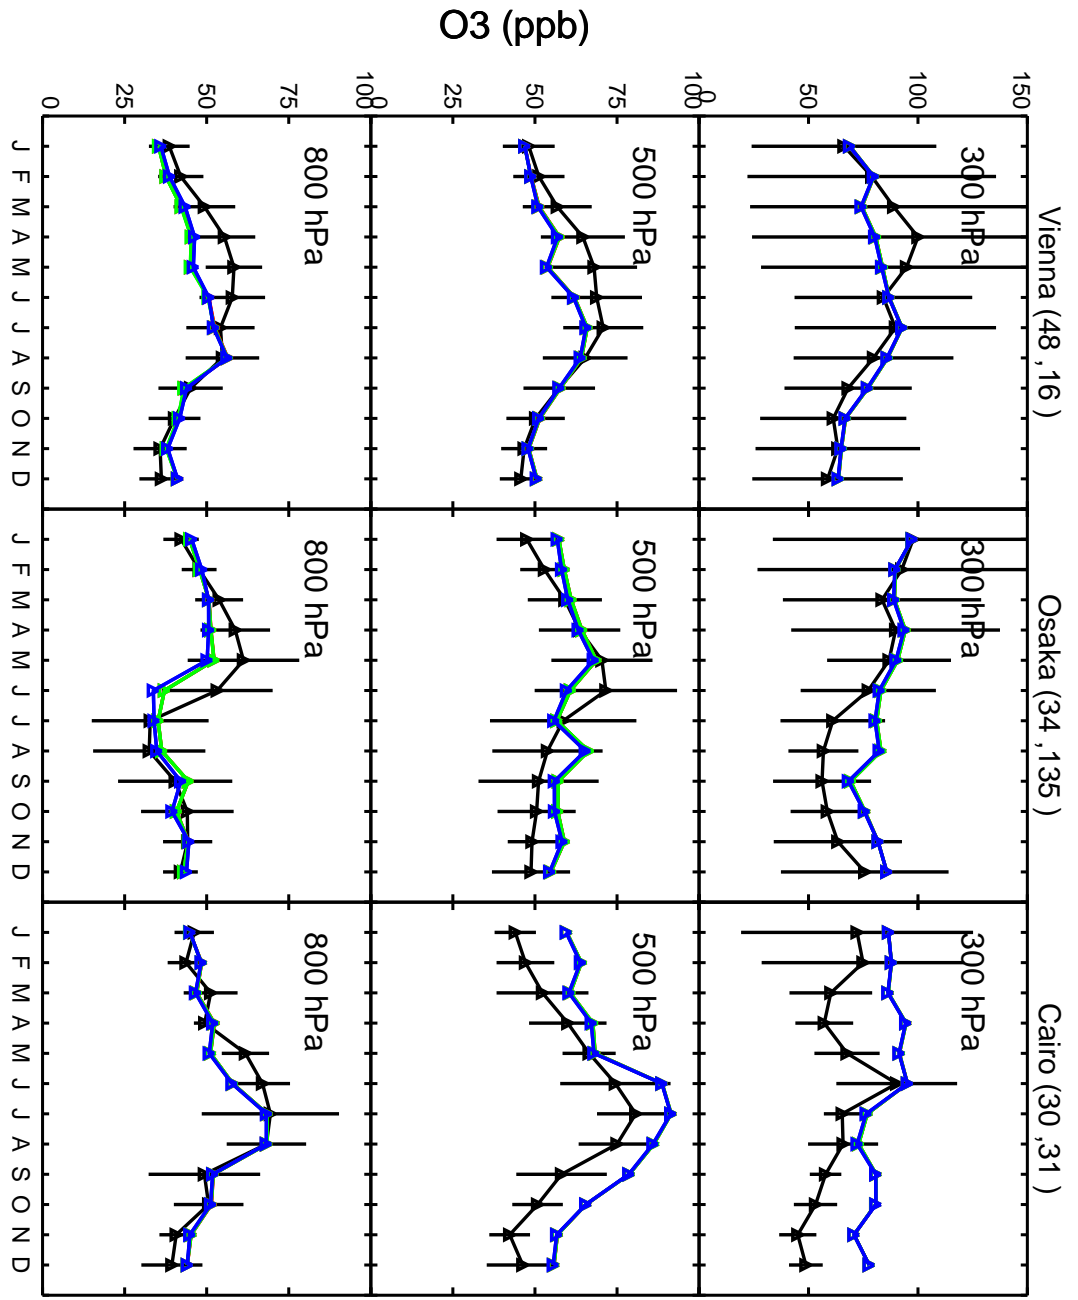 O3 (ppb)
Vienna (48 ,16 )
Osaka (34 ,135 )
Cairo (30 ,31 )
300 hPa
300 hPa
300 hPa
0
50
100
150
500 hPa
500 hPa
500 hPa
0
25
50
75
100
800 hPa
800 hPa
800 hPa
0
25
50
75
100
J F M A M J J A S O N D
J F M A M J J A S O N D
J F M A M J J A S O N D